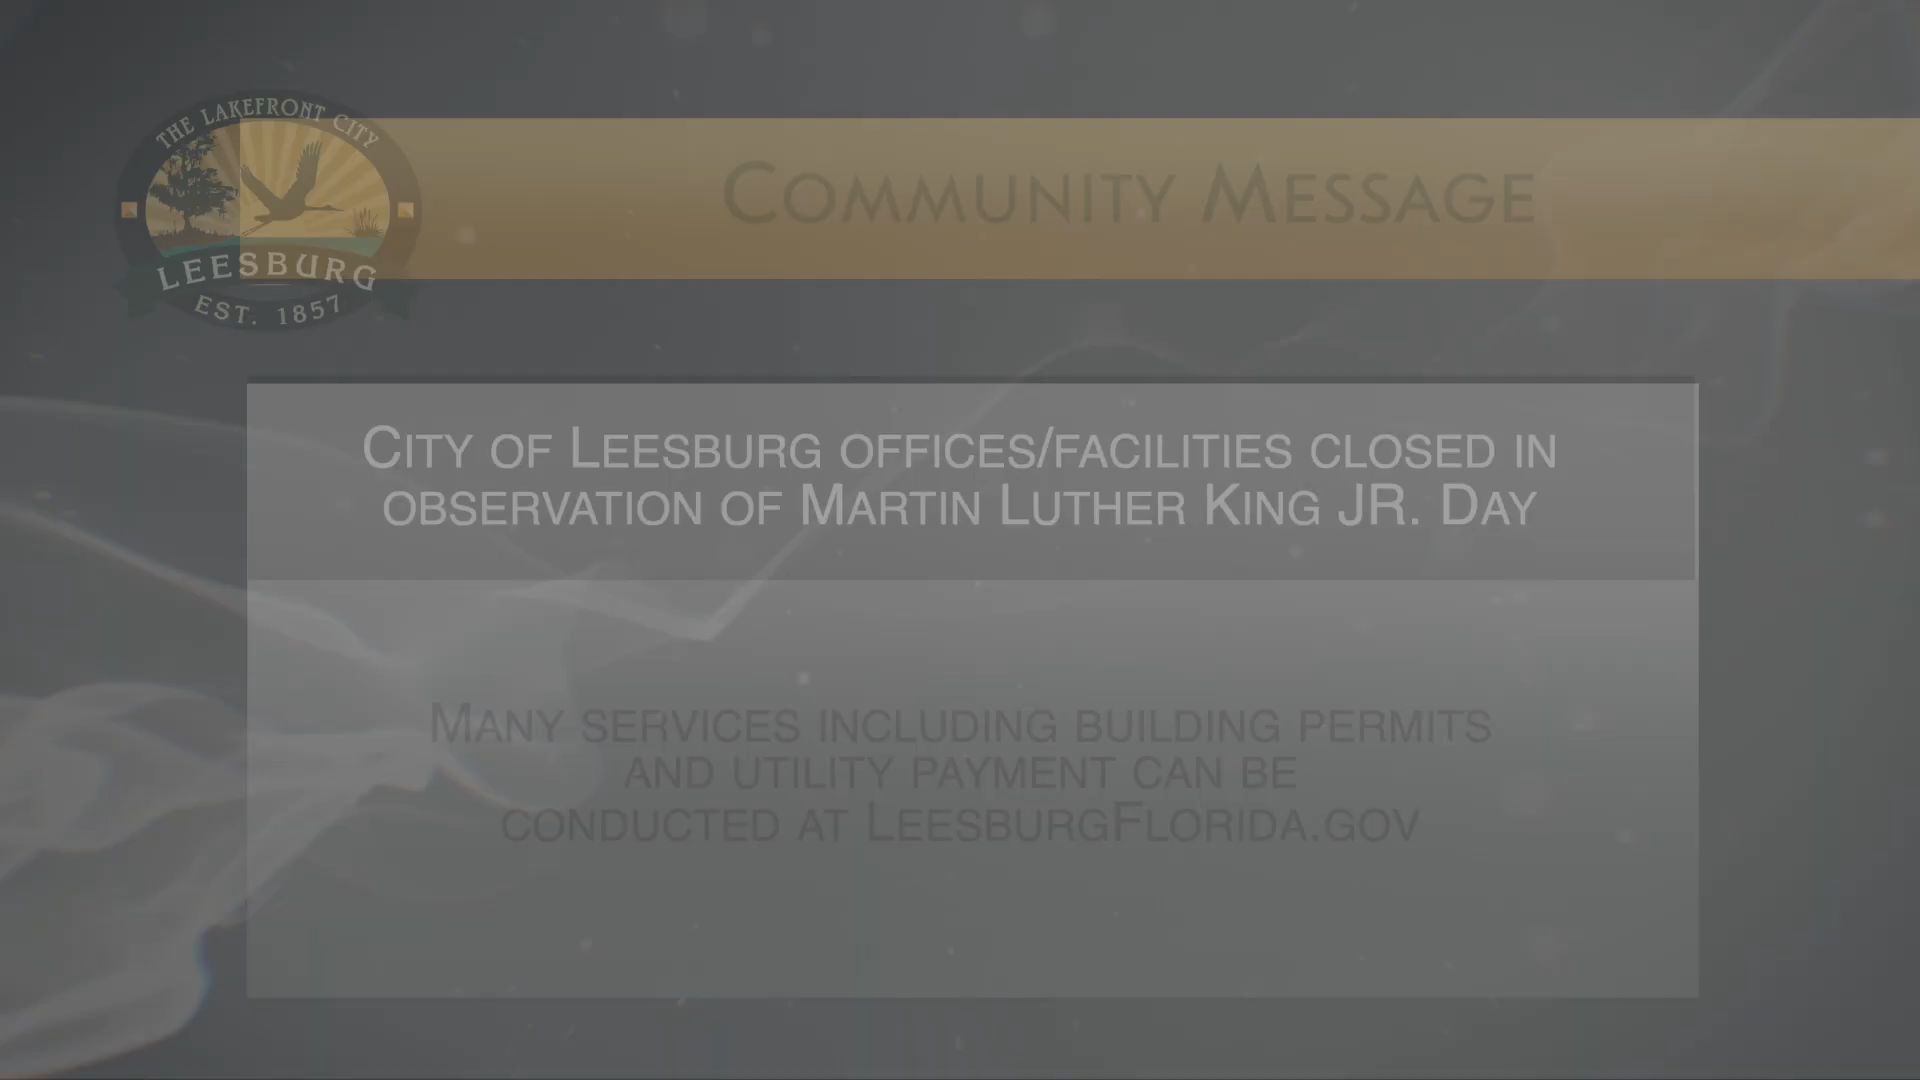 THE LAKEFRONT CITY
LEESBURG
EST. 1857
COMMUNITY MESSAGE
CITY OF LEESBURG OFFICES/FACILITIES CLOSED IN
OBSERVATION OF MARTIN LUTHER KING JR. DAY
MANY SERVICES INCLUDING BUILDING PERMITS
AND UTILITY PAYMENT CAN BE
CONDUCTED AT LEESBURGFLORIDA.GOV